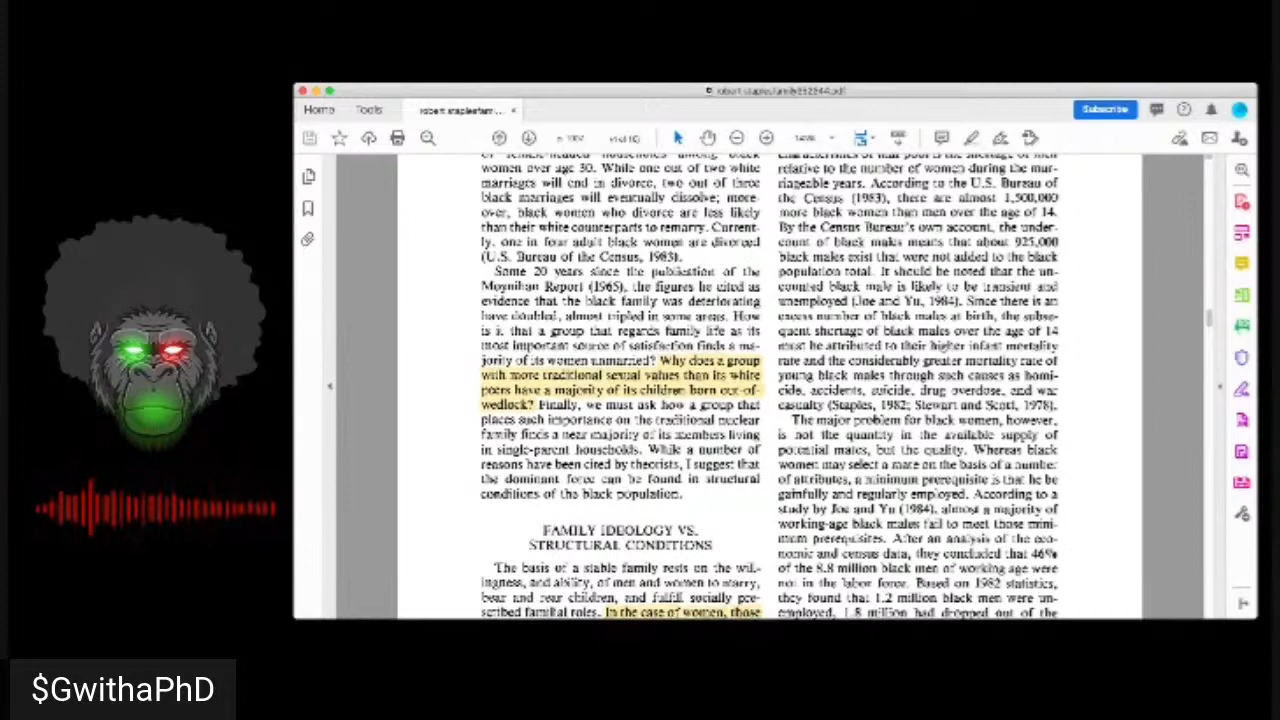 robert staplesfamily352544.pdf
Home
Tools
robert staplesfami...
×
Subscribe
of female-headed households among black
women over age 30. While one out of two white
marriages will end in divorce, two out of three
black marriages will eventually dissolve; more-
over, black women who divorce are less likely
than their white counterparts to remarry. Current-
ly, one in four adult black women are divorced
(U.S. Bureau of the Census, 1983).
Some 20 years since the publication of the
Moynihan Report (1965), the figures he cited as
evidence that the black family was deteriorating
have doubled, almost tripled in some areas. How
is it that a group that regards family life as its
most important source of satisfaction finds a ma-
jority of its women unmarried? Why does a group
with more traditional sexual values than its white
peers have a majority of its children born out-of-
wedlock? Finally, we must ask how a group that
places such importance on the traditional nuclear
family finds a near majority of its members living
in single-parent households. While a number of
reasons have been cited by theorists, I suggest that
the dominant force can be found in structural
conditions of the black population.
FAMILY IDEOLOGY VS.
STRUCTURAL CONDITIONS
The basis of a stable family rests on the wil-
ingness, and ability, of men and women to marry,
bear and rear children, and fulfill socially pre-
scribed familial roles. In the case of women, those
characteristics of that pool is the shortage of men
relative to the number of women during the mar-
riageable years. According to the U.S. Bureau of
the Census (1983), there are almost 1,500,000
more black women than men over the age of 14.
By the Census Bureau's own account, the under-
count of black males means that about 925,000
black males exist that were not added to the black
population total. It should be noted that the un-
counted black male is likely to be transient and
unemployed (Joe and Yu, 1984). Since there is an
excess number of black males at birth, the subse-
quent shortage of black males over the age of 14
must be attributed to their higher infant mortality
rate and the considerably greater mortality rate of
young black males through such causes as homi-
cide, accidents, suicide, drug overdose, and war
casualty (Staples, 1982; Stewart and Scott, 1978).
The major problem for black women, however,
is not the quantity in the available supply of
potential mates, but the quality. Whereas black
women may select a mate on the basis of a number
of attributes, a minimum prerequisite is that he be
gainfully and regularly employed. According to a
study by Joe and Yu (1984), almost a majority of
working-age black males fail to meet those mini-
mum prerequisites. After an analysis of the eco-
nomic and census data, they concluded that 46%
of the 8.8 million black men of working age were
not in the labor force. Based on 1982 statistics,
they found that 1.2 million black men were un-
employed, 1.8 million had dropped out of the
$GwithaPhD